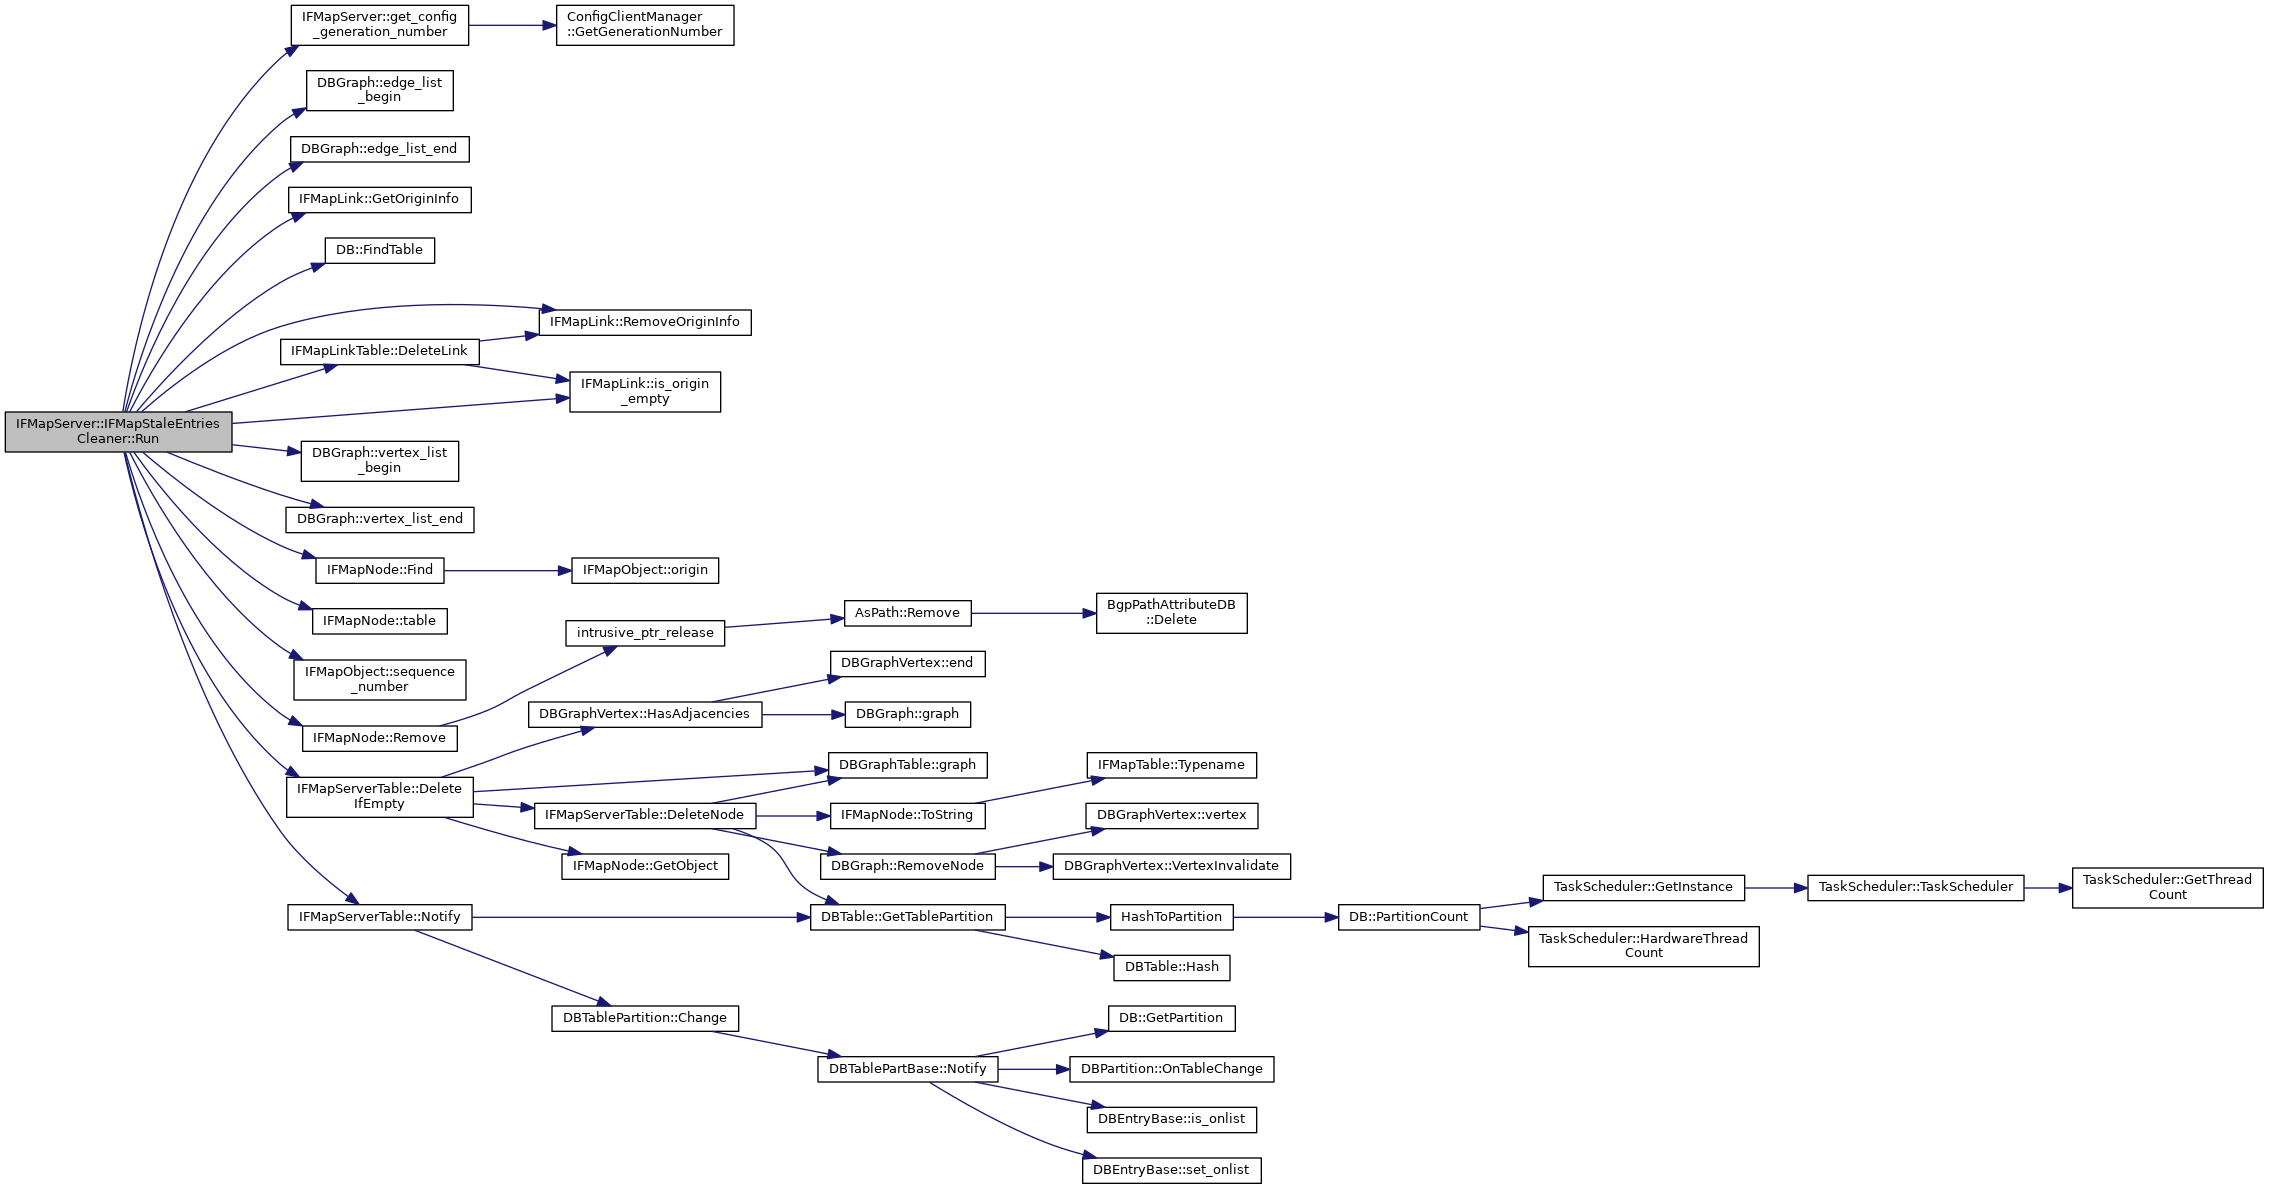 IFMapServer::get_config
_generation_number
ConfigClientManager
::GetGenerationNumber
DBGraph::edge_list
_begin
DBGraph::edge_list_end
IFMapLink::GetOriginInfo
DB::FindTable
IFMapLink::RemoveOriginInfo
IFMapLinkTable::DeleteLink
IFMapLink::is_origin
_empty
IFMapServer::IFMapStaleEntries
Cleaner::Run
DBGraph::vertex_list
_begin
DBGraph::vertex_list_end
IFMapNode::Find
IFMapObject::origin
IFMapNode::table
intrusive_ptr_release
AsPath::Remove
BgpPathAttributeDB
::Delete
IFMapObject::sequence
_number
DBGraphVertex::end
DBGraphVertex::HasAdjacencies
DBGraph::graph
IFMapNode::Remove
IFMapServerTable::Delete
IfEmpty
DBGraphTable::graph
IFMapTable::Typename
IFMapServerTable::DeleteNode
IFMapNode::ToString
DBGraphVertex::vertex
IFMapNode::GetObject
DBGraph::RemoveNode
DBGraphVertex::VertexInvalidate
IFMapServerTable::Notify
DBTable::GetTablePartition
HashToPartition
DB::PartitionCount
TaskScheduler::GetInstance
TaskScheduler::TaskScheduler
TaskScheduler::GetThread
Count
TaskScheduler::HardwareThread
Count
DBTable::Hash
DBTablePartition::Change
DB::GetPartition
DBTablePartBase::Notify
DBPartition::OnTableChange
DBEntryBase::is_onlist
DBEntryBase::set_onlist